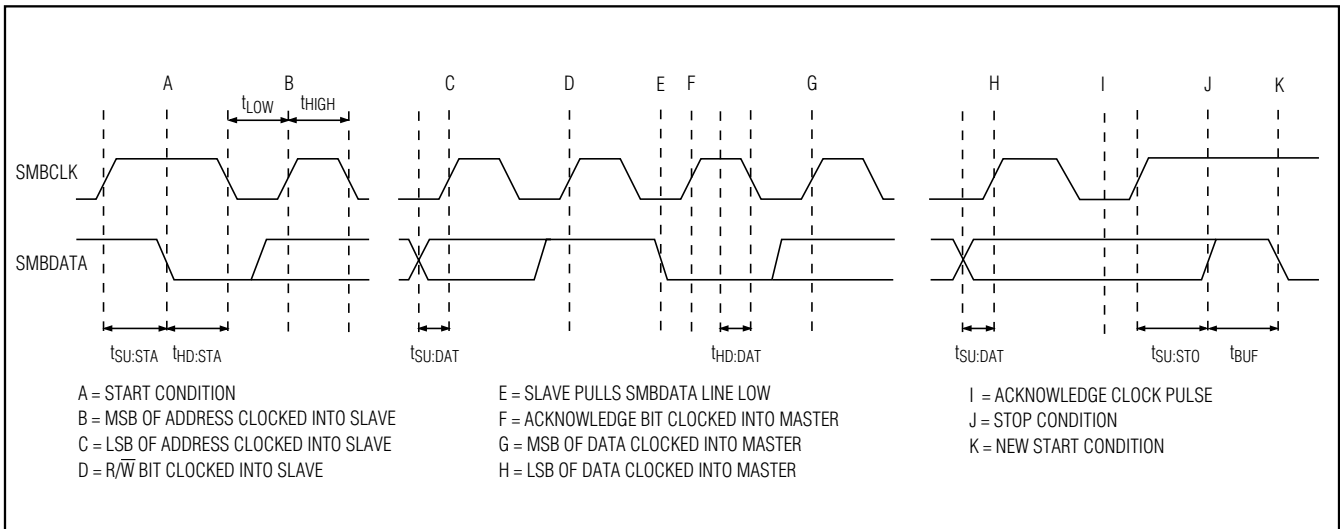 A B C D E F G H I J K
tLOW tHIGH
SMBCLK
SMBDATA
tSU:STA tHD:STA tSU:DAT tHD:DAT tSU:DAT tSU:STO tBUF
A = START CONDITION
B = MSB OF ADDRESS CLOCKED INTO SLAVE
C = LSB OF ADDRESS CLOCKED INTO SLAVE
D = R/W̅ BIT CLOCKED INTO SLAVE
E = SLAVE PULLS SMBDATA LINE LOW
F = ACKNOWLEDGE BIT CLOCKED INTO MASTER
G = MSB OF DATA CLOCKED INTO MASTER
H = LSB OF DATA CLOCKED INTO MASTER
I = ACKNOWLEDGE CLOCK PULSE
J = STOP CONDITION
K = NEW START CONDITION